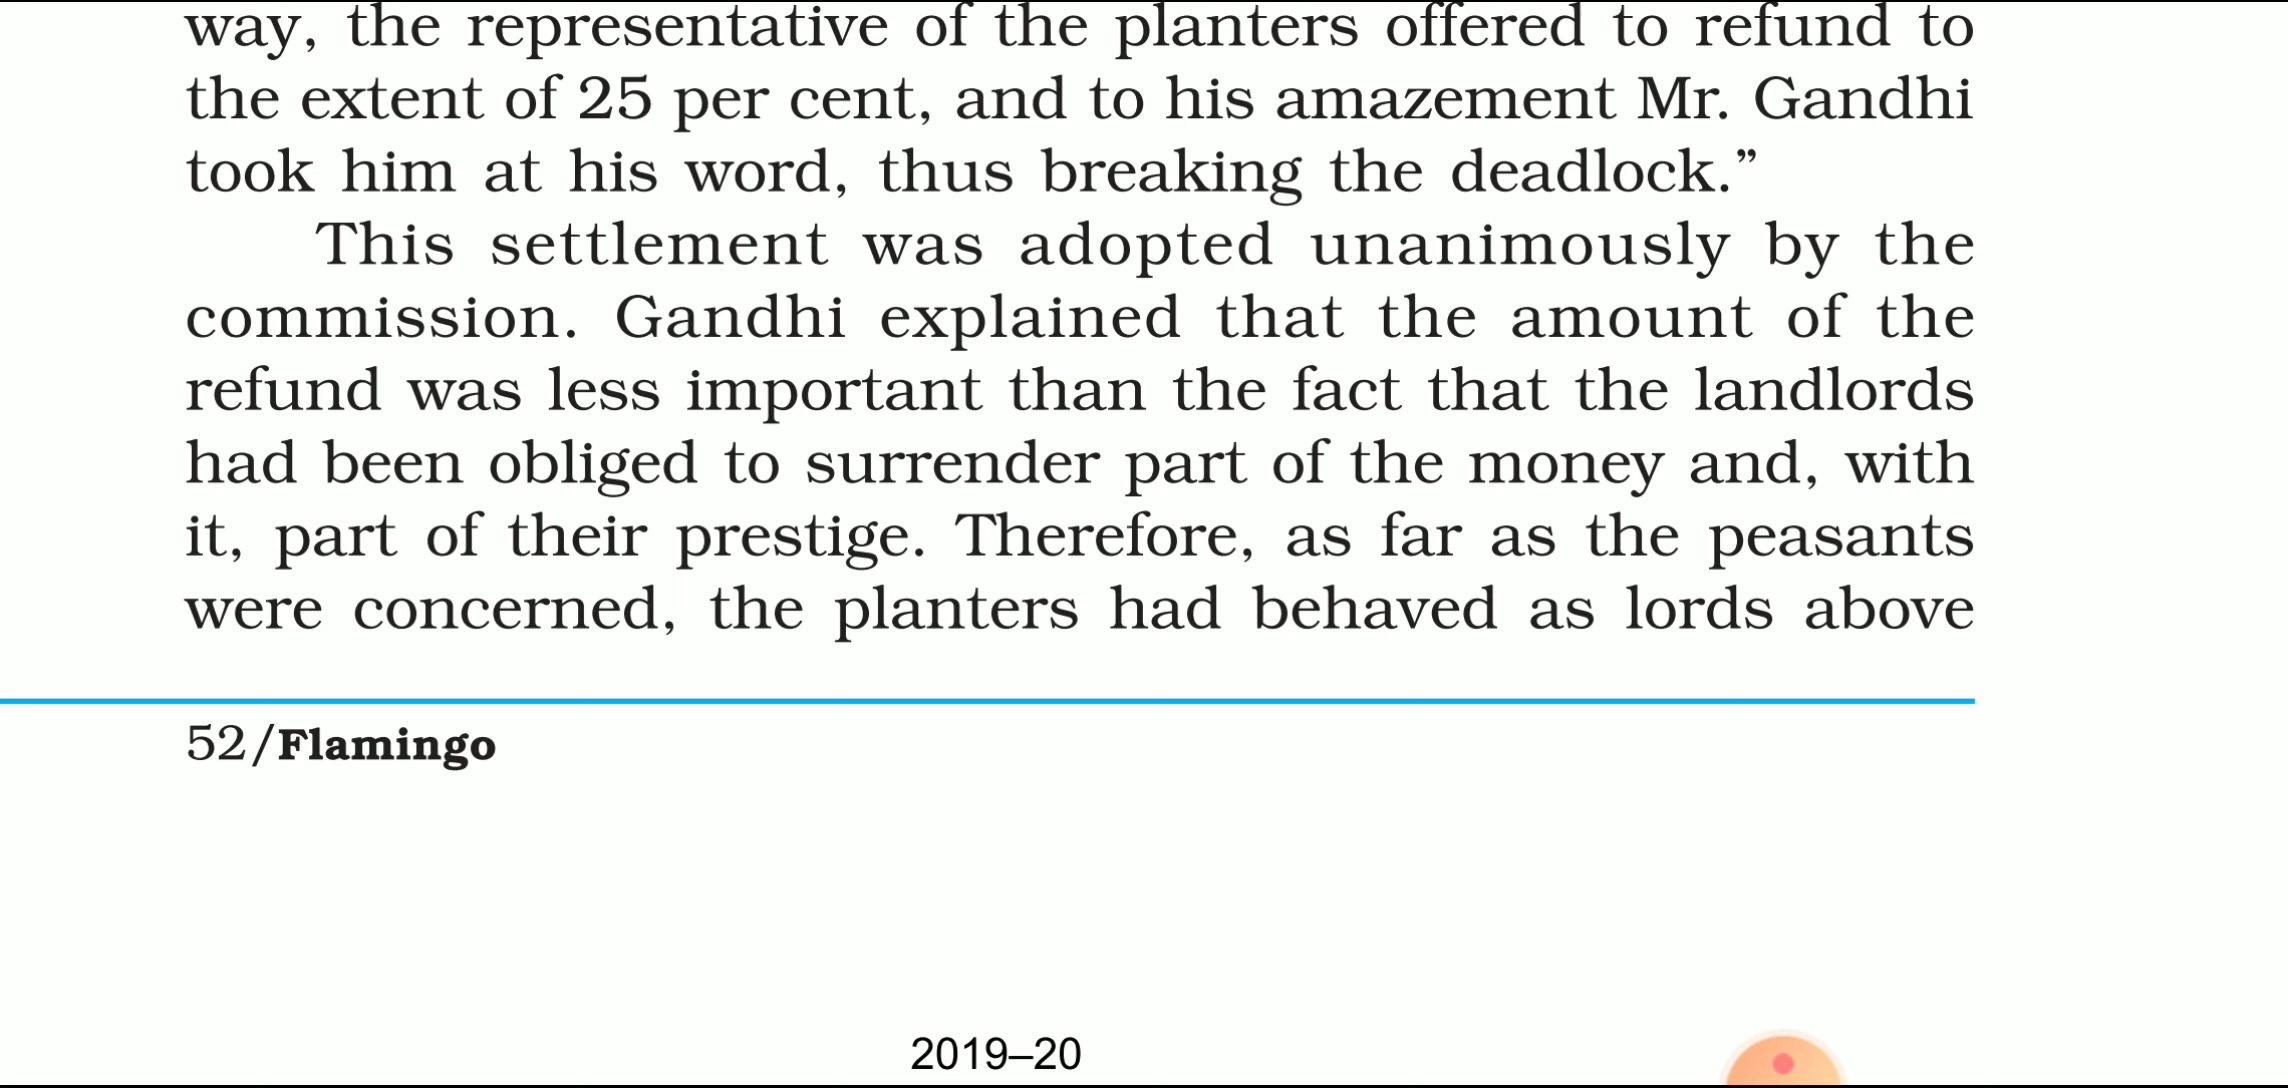 way, the representative of the planters offered to refund to
the extent of 25 per cent, and to his amazement Mr. Gandhi
took him at his word, thus breaking the deadlock.”
This settlement was adopted unanimously by the
commission. Gandhi explained that the amount of the
refund was less important than the fact that the landlords
had been obliged to surrender part of the money and, with
it, part of their prestige. Therefore, as far as the peasants
were concerned, the planters had behaved as lords above
52/Flamingo
2019–20